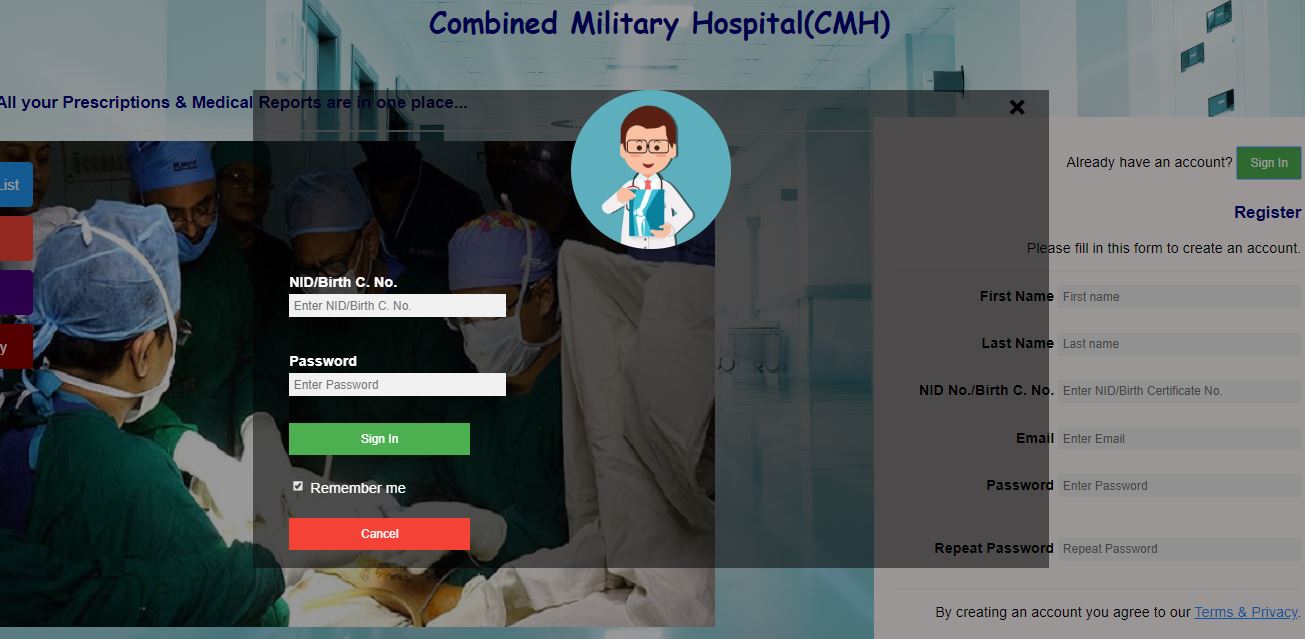 Combined Military Hospital(CMH)
All your Prescriptions & Medical Reports are in one place...
Already have an account? Sign In
List
Register
Please fill in this form to create an account.
NID/Birth C. No.
Enter NID/Birth C. No.
First Name First name
Last Name Last name
y
Password
Enter Password
NID No./Birth C. No. Enter NID/Birth Certificate No.
Sign In
Email Enter Email
Remember me
Password Enter Password
Cancel
Repeat Password Repeat Password
By creating an account you agree to our Terms & Privacy.